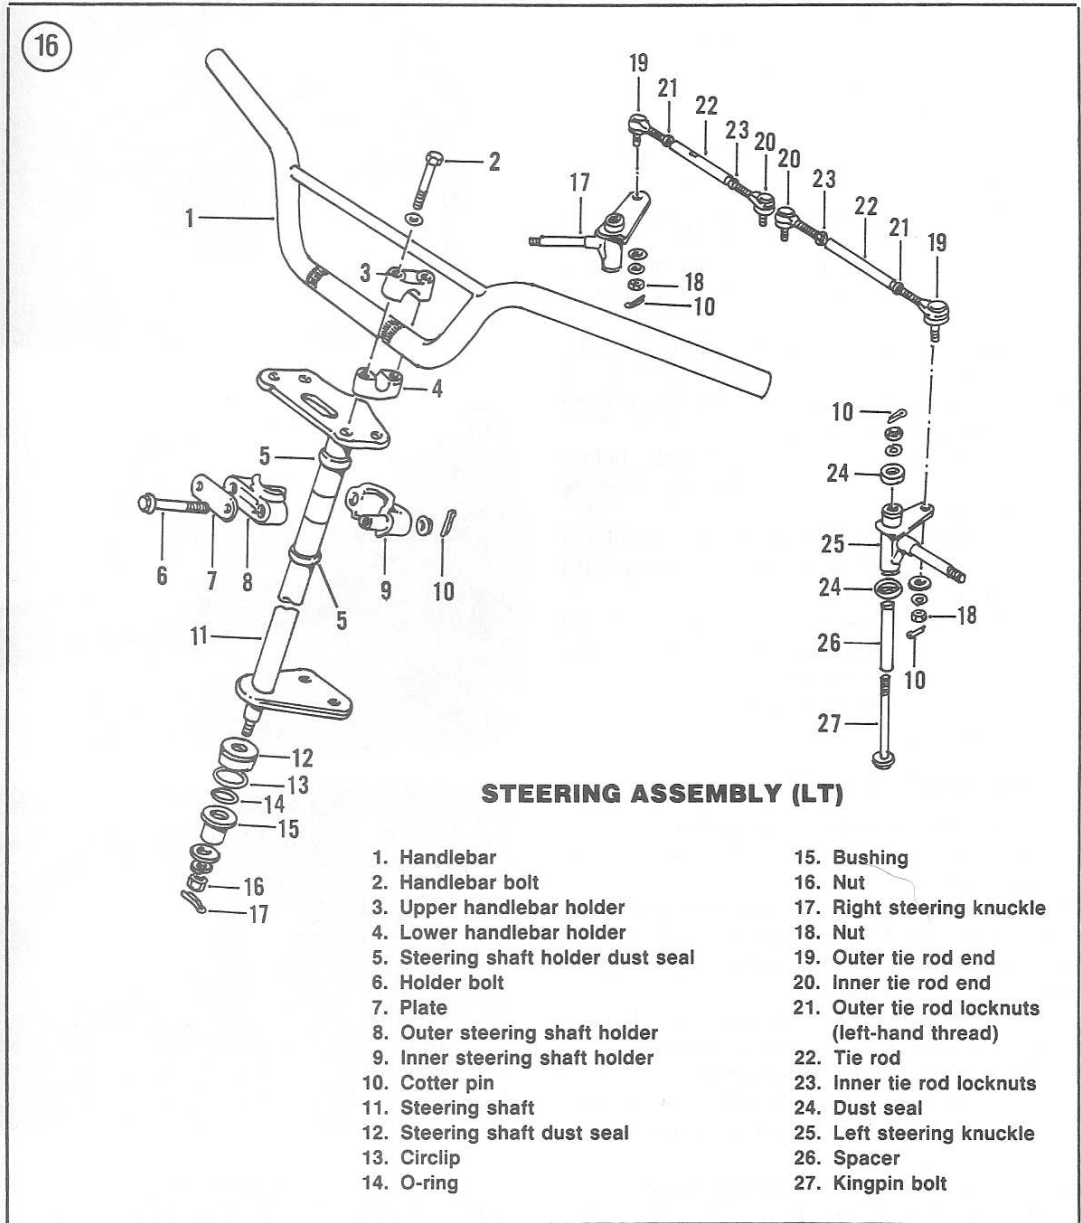 16
19
21
22
23 20 20
2
17
23
22
1
21
19
3
18
10
4
10
5
24
25
6 7 8
9 10
24
5
18
11
26
10
27
12
13
14
15
16
17
STEERING ASSEMBLY (LT)
1. Handlebar
2. Handlebar bolt
3. Upper handlebar holder
4. Lower handlebar holder
5. Steering shaft holder dust seal
6. Holder bolt
7. Plate
8. Outer steering shaft holder
9. Inner steering shaft holder
10. Cotter pin
11. Steering shaft
12. Steering shaft dust seal
13. Circlip
14. O-ring
15. Bushing
16. Nut
17. Right steering knuckle
18. Nut
19. Outer tie rod end
20. Inner tie rod end
21. Outer tie rod locknuts
(left-hand thread)
22. Tie rod
23. Inner tie rod locknuts
24. Dust seal
25. Left steering knuckle
26. Spacer
27. Kingpin bolt